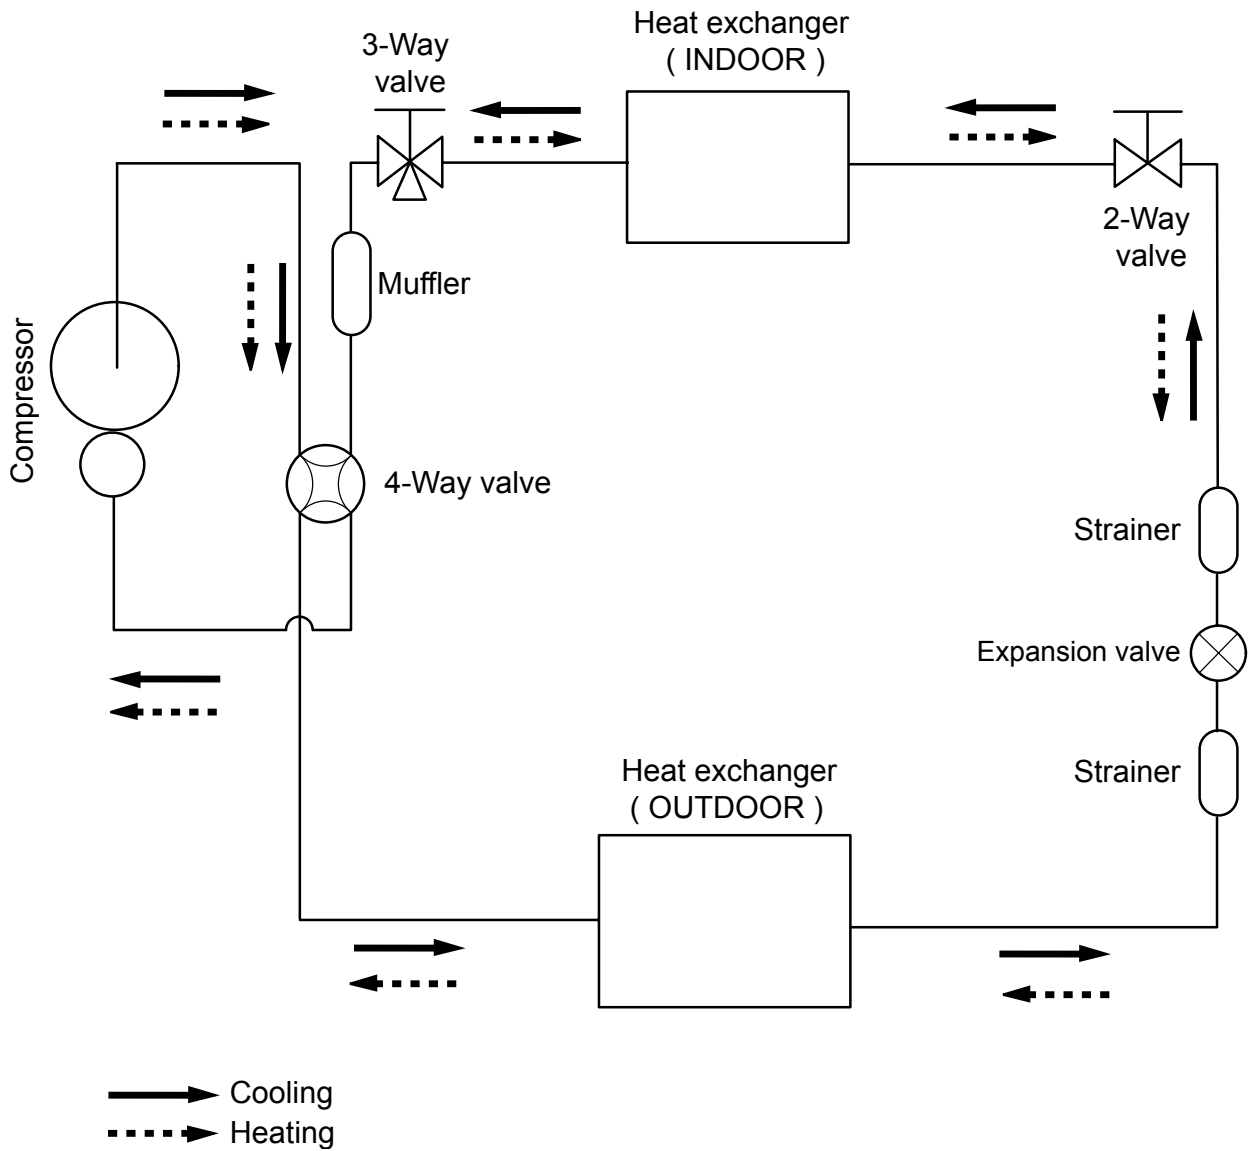 Heat exchanger
( INDOOR )
3-Way
valve
2-Way
valve
Muffler
Compressor
4-Way valve
Strainer
Expansion valve
Strainer
Heat exchanger
( OUTDOOR )
Cooling
Heating